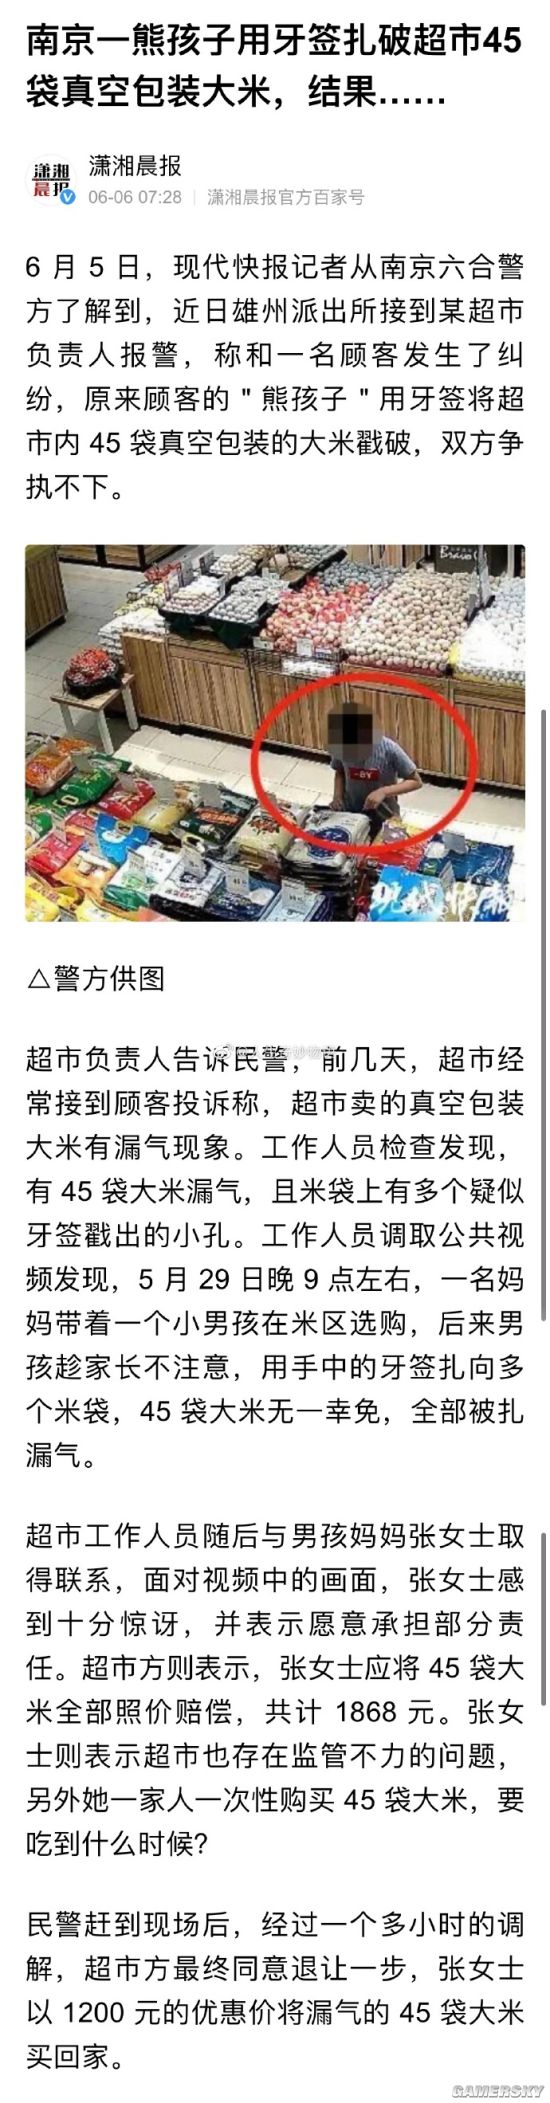 南京一熊孩子用牙签扎破超市45
袋真空包装大米，结果……
潇湘
晨报
潇湘晨报
06-06 07:28 | 潇湘晨报官方百家号
6 月 5 日，现代快报记者从南京六合警
方了解到，近日雄州派出所接到某超市
负责人报警，称和一名顾客发生了纠
纷，原来顾客的 " 熊孩子 " 用牙签将超
市内 45 袋真空包装的大米戳破，双方争
执不下。
Bravo
-BY
现代快报
△警方供图
超市负责人告诉民警，前几天，超市经
常接到顾客投诉称，超市卖的真空包装
大米有漏气现象。工作人员检查发现，
有 45 袋大米漏气，且米袋上有多个疑似
牙签戳出的小孔。工作人员调取公共视
频发现，5 月 29 日晚 9 点左右，一名妈
妈带着一个小男孩在米区选购，后来男
孩趁家长不注意，用手中的牙签扎向多
个米袋，45 袋大米无一幸免，全部被扎
漏气。
超市工作人员随后与男孩妈妈张女士取
得联系，面对视频中的画面，张女士感
到十分惊讶，并表示愿意承担部分责
任。超市方则表示，张女士应将 45 袋大
米全部照价赔偿，共计 1868 元。张女
士则表示超市也存在监管不力的问题，
另外她一家人一次性购买 45 袋大米，要
吃到什么时候?
民警赶到现场后，经过一个多小时的调
解，超市方最终同意退让一步，张女士
以 1200 元的优惠价将漏气的 45 袋大米
买回家。
GAMERSKY